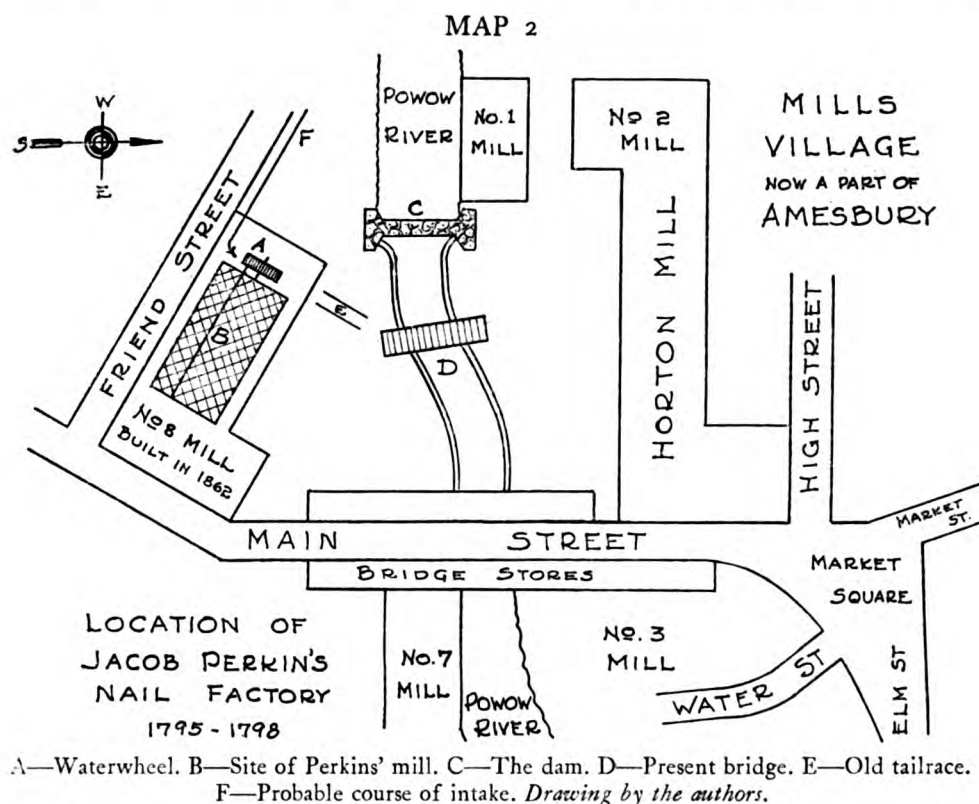 MAP 2
W
S
E
POWOW
RIVER
No. 1
MILL
No 2
MILL
MILLS
VILLAGE
NOW A PART OF
AMESBURY
F
C
A
B
E
D
FRIEND STREET
No 8 MILL
BUILT IN 1862
HORTON MILL
HIGH STREET
MARKET ST.
MAIN STREET
BRIDGE STORES
MARKET
SQUARE
LOCATION OF
JACOB PERKIN'S
NAIL FACTORY
1795 - 1798
No. 7
MILL
POWOW
RIVER
No. 3
MILL
WATER ST
ELM ST
A—Waterwheel. B—Site of Perkins' mill. C—The dam. D—Present bridge. E—Old tailrace.
F—Probable course of intake. Drawing by the authors.